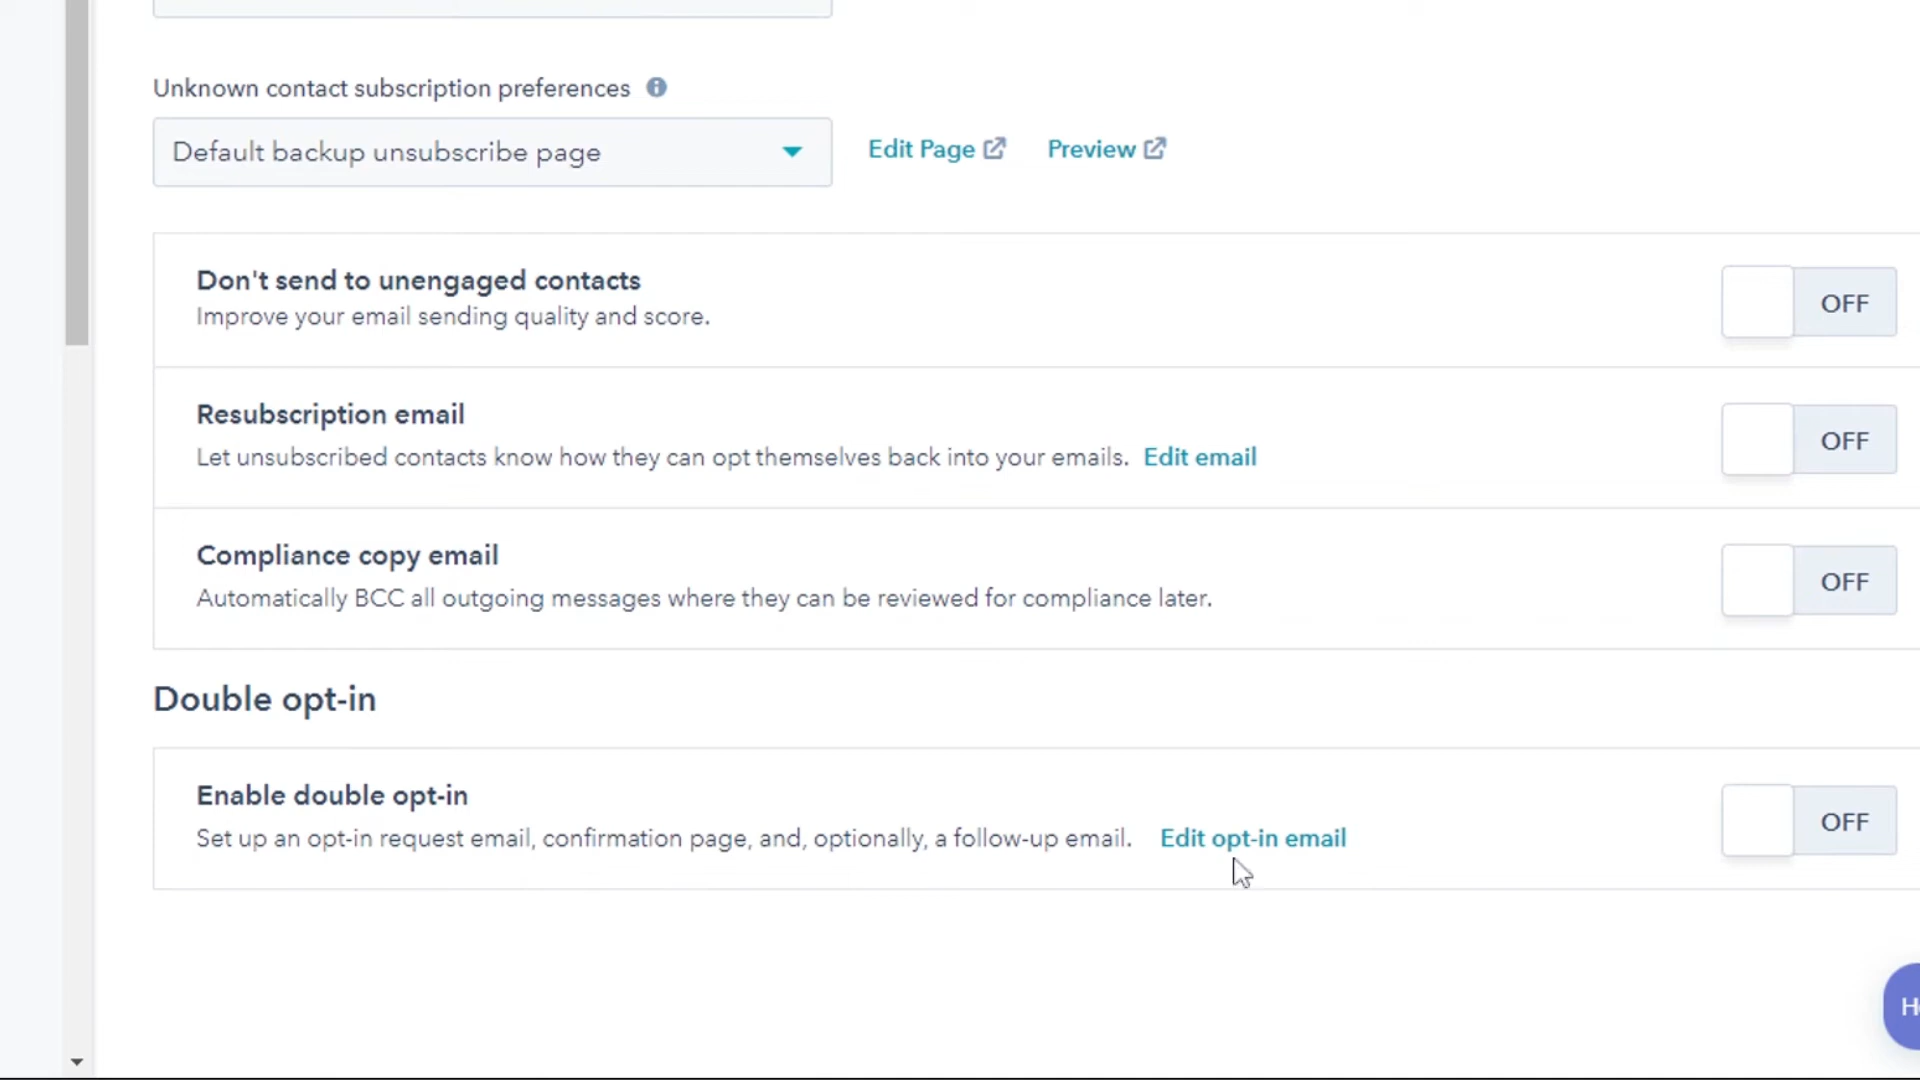 Unknown contact subscription preferences
Default backup unsubscribe page
Edit Page
Preview
Don't send to unengaged contacts
Improve your email sending quality and score.
OFF
Resubscription email
Let unsubscribed contacts know how they can opt themselves back into your emails. Edit email
OFF
Compliance copy email
Automatically BCC all outgoing messages where they can be reviewed for compliance later.
OFF
Double opt-in
Enable double opt-in
Set up an opt-in request email, confirmation page, and, optionally, a follow-up email. Edit opt-in email
OFF